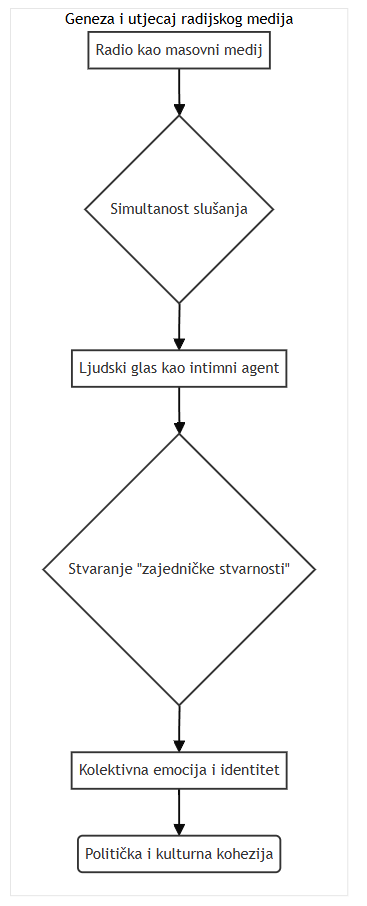 Geneza i utjecaj radijskog medija
Radio kao masovni medij
Simultanost slušanja
Ljudski glas kao intimni agent
Stvaranje "zajedničke stvarnosti"
Kolektivna emocija i identitet
Politička i kulturna kohezija